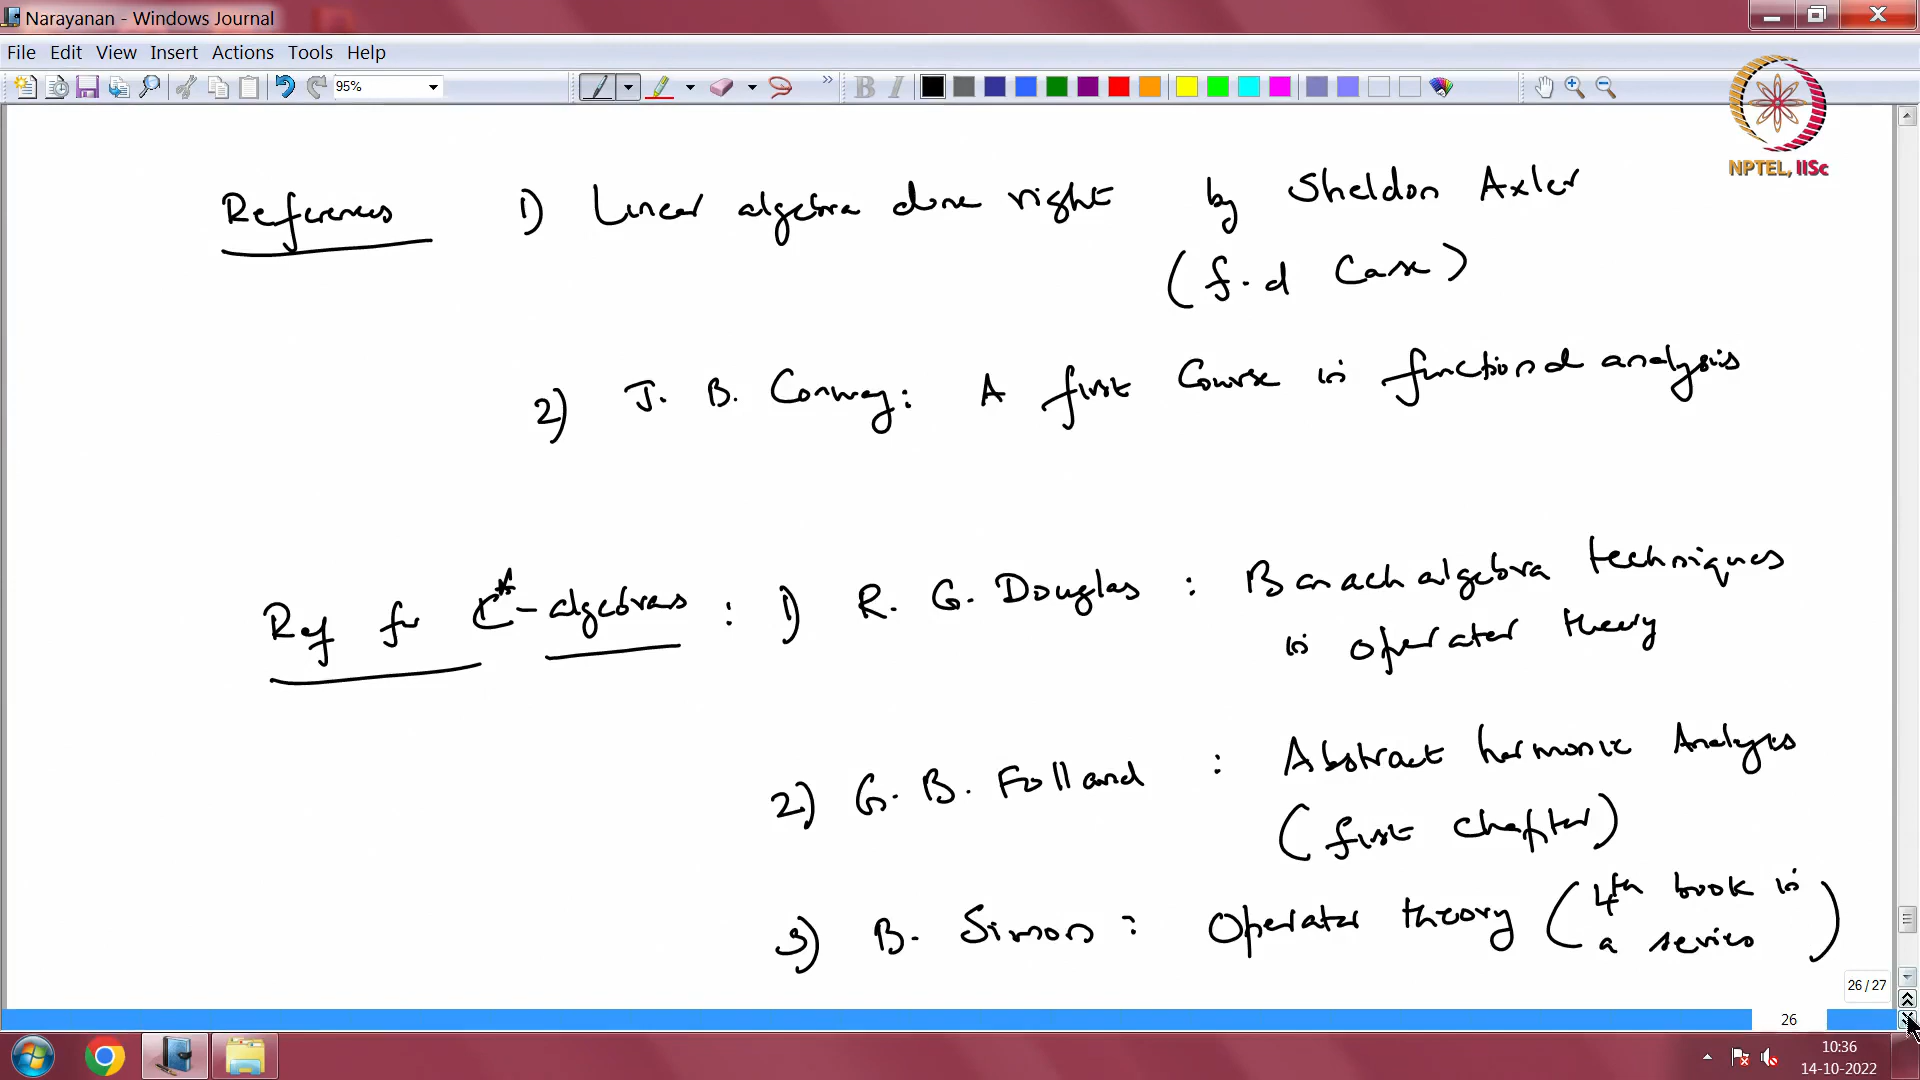 Narayanan - Windows Journal
File Edit View Insert Actions Tools Help
95%
NPTEL, IISc
References 1) Linear algebra done right by Sheldon Axler
(f.d Case)
2) J. B. Conway: A first Course in functional analysis
Ref for C*-algebras : 1) R. G. Douglas : Banach algebra techniques
in operator theory
2) G. B. Folland : Abstract harmonic Analysis
(first chapter)
3) B. Simon : Operator theory (4th book in
a series)
26 / 27
26
10:36
14-10-2022